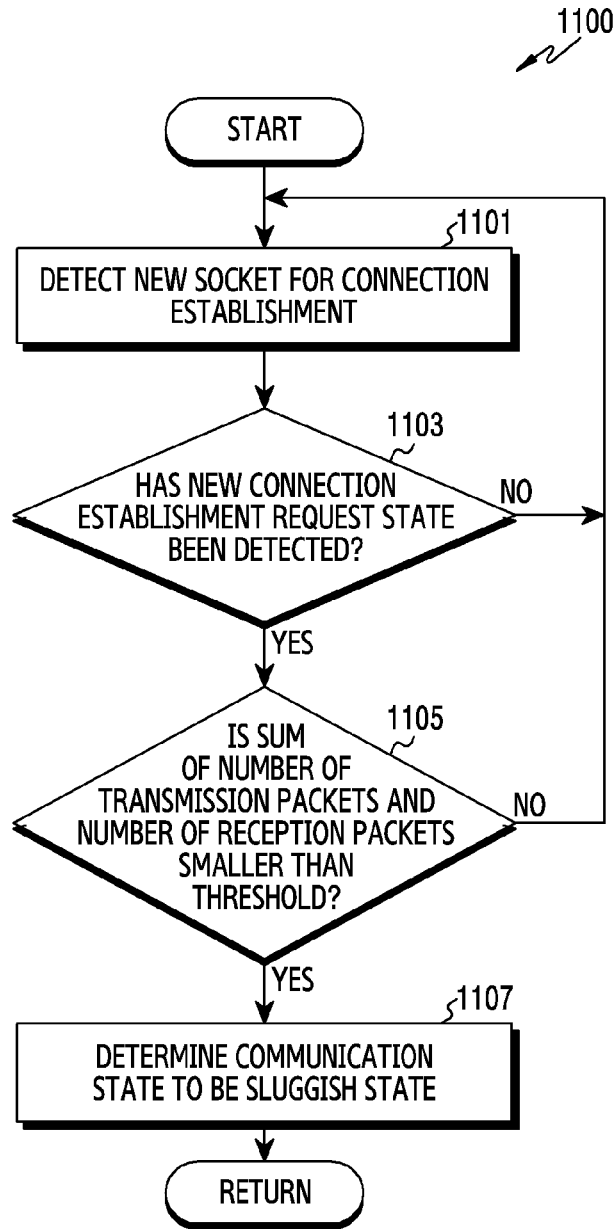 1100
START
1101
DETECT NEW SOCKET FOR CONNECTION
ESTABLISHMENT
1103
HAS NEW CONNECTION
ESTABLISHMENT REQUEST STATE
BEEN DETECTED?
NO
YES
1105
IS SUM
OF NUMBER OF
TRANSMISSION PACKETS AND
NUMBER OF RECEPTION PACKETS
SMALLER THAN
THRESHOLD?
NO
YES
1107
DETERMINE COMMUNICATION
STATE TO BE SLUGGISH STATE
RETURN